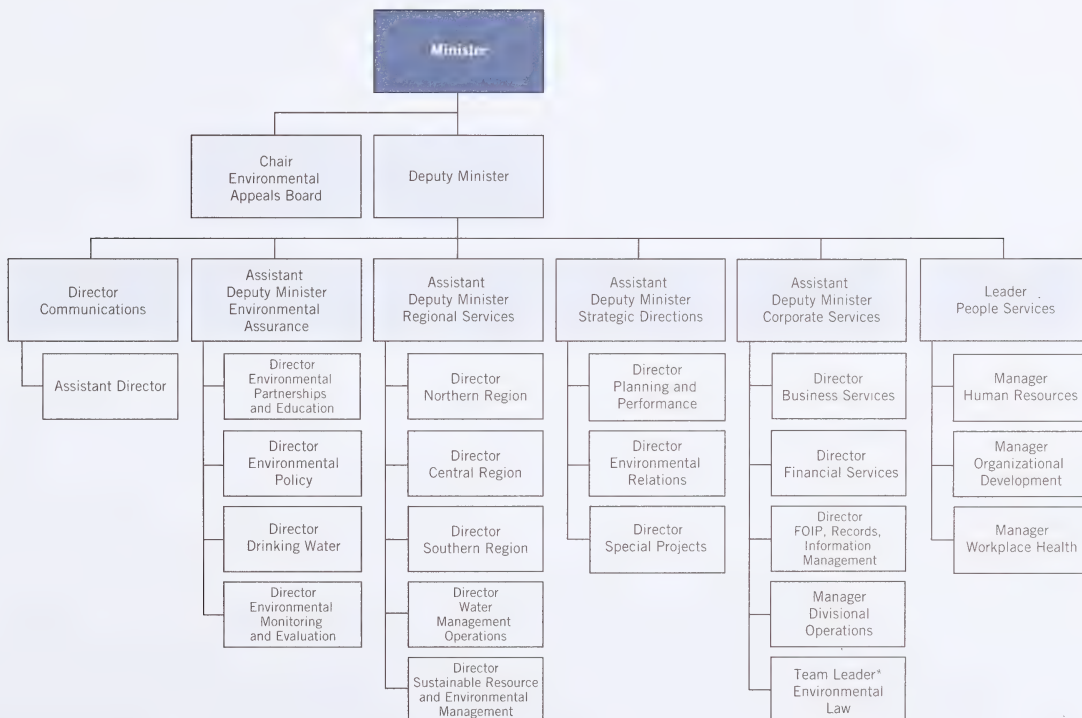 Minister
Chair
Environmental
Appeals Board
Deputy Minister
Director
Communications
Assistant
Deputy Minister
Environmental
Assurance
Assistant
Deputy Minister
Regional Services
Assistant
Deputy Minister
Strategic Directions
Assistant
Deputy Minister
Corporate Services
Leader
People Services
Assistant Director
Director
Environmental
Partnerships
and Education
Director
Environmental
Policy
Director
Drinking Water
Director
Environmental
Monitoring
and Evaluation
Director
Northern Region
Director
Central Region
Director
Southern Region
Director
Water
Management
Operations
Director
Sustainable Resource
and Environmental
Management
Director
Planning and
Performance
Director
Environmental
Relations
Director
Special Projects
Director
Business Services
Director
Financial Services
Director
FOIP, Records,
Information
Management
Manager
Divisional
Operations
Team Leader*
Environmental
Law
Manager
Human Resources
Manager
Organizational
Development
Manager
Workplace Health